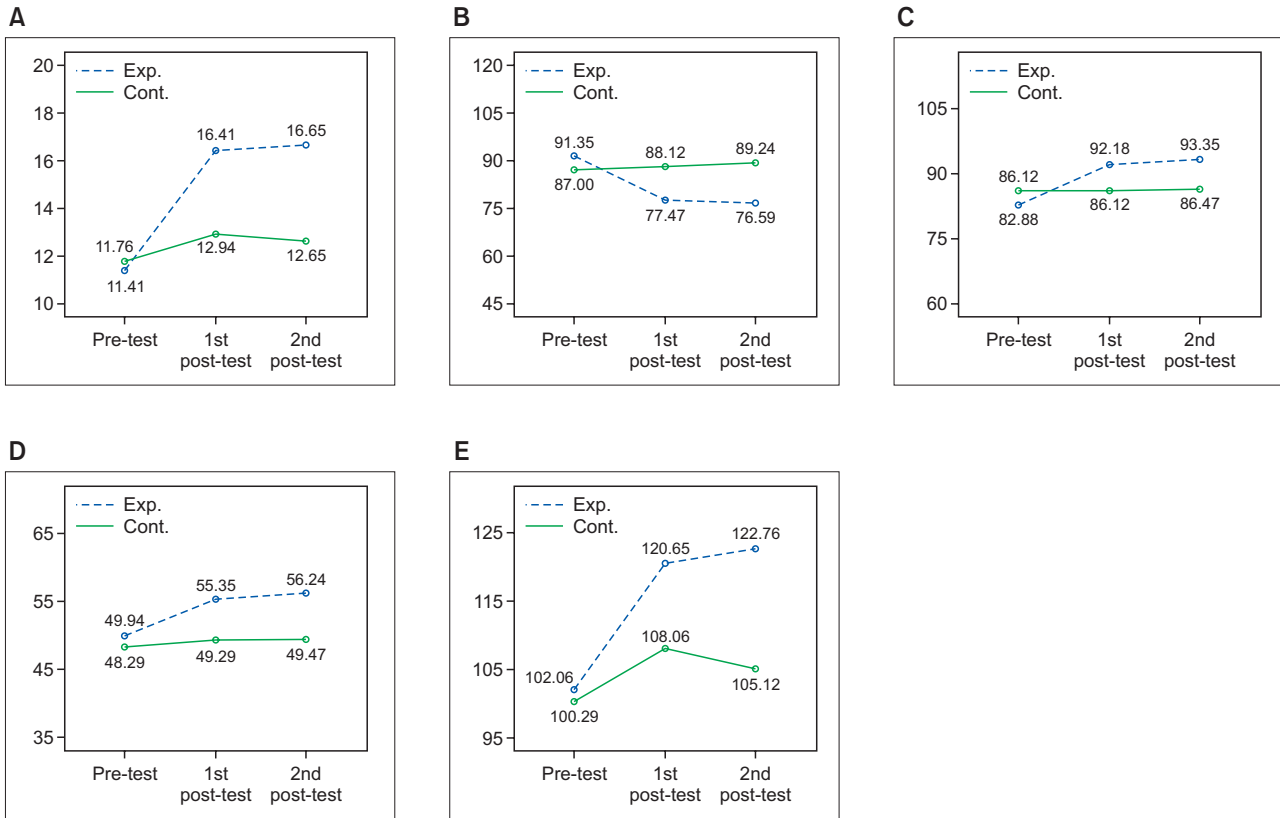 A
20
18
16
14
12
10
Exp.
Cont.
16.41
16.65
11.76
12.94
12.65
11.41
Pre-test
1st
post-test
2nd
post-test
B
120
105
90
75
60
45
Exp.
Cont.
91.35
88.12
89.24
87.00
77.47
76.59
Pre-test
1st
post-test
2nd
post-test
C
105
90
75
60
Exp.
Cont.
92.18
93.35
86.12
82.88
86.12
86.47
Pre-test
1st
post-test
2nd
post-test
D
65
55
45
35
Exp.
Cont.
55.35
56.24
49.94
48.29
49.29
49.47
Pre-test
1st
post-test
2nd
post-test
E
125
115
105
95
Exp.
Cont.
120.65
122.76
108.06
102.06
105.12
100.29
Pre-test
1st
post-test
2nd
post-test